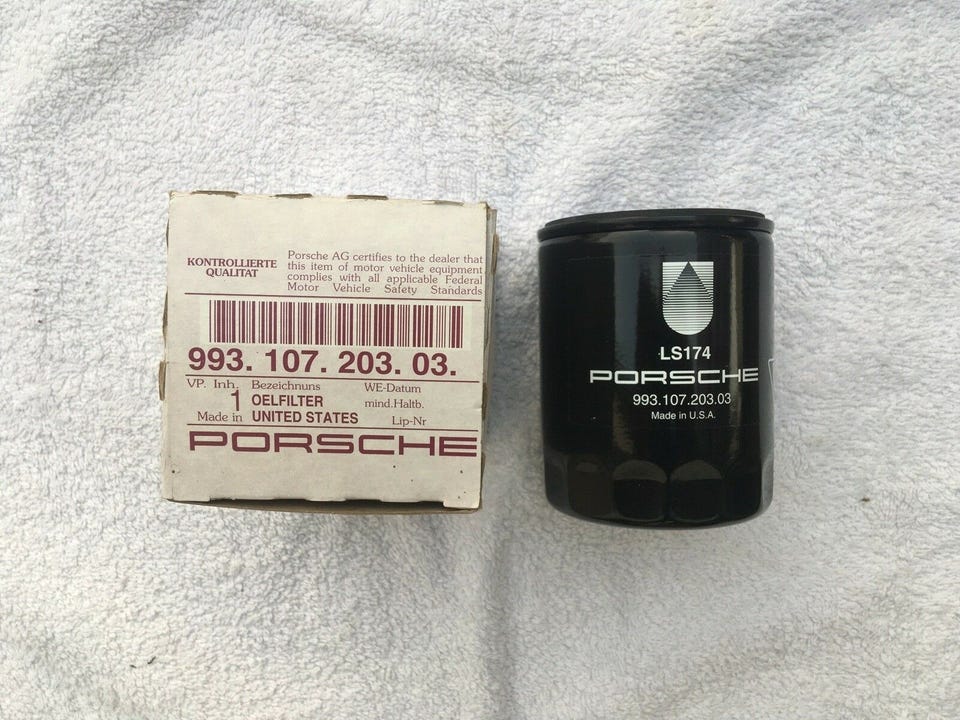 KONTROLLIERTE
QUALITAT
Porsche AG certifies to the dealer that
this item of motor vehicle equipment
complies with all applicable Federal
Motor Vehicle Safety Standards
993. 107. 203. 03.
VP. Inh. Bezeichnuns WE-Datum
1 OELFILTER mind.Haltb.
Made in UNITED STATES Lip-Nr
PORSCHE
LS174
PORSCHE
993.107.203.03
Made in U.S.A.